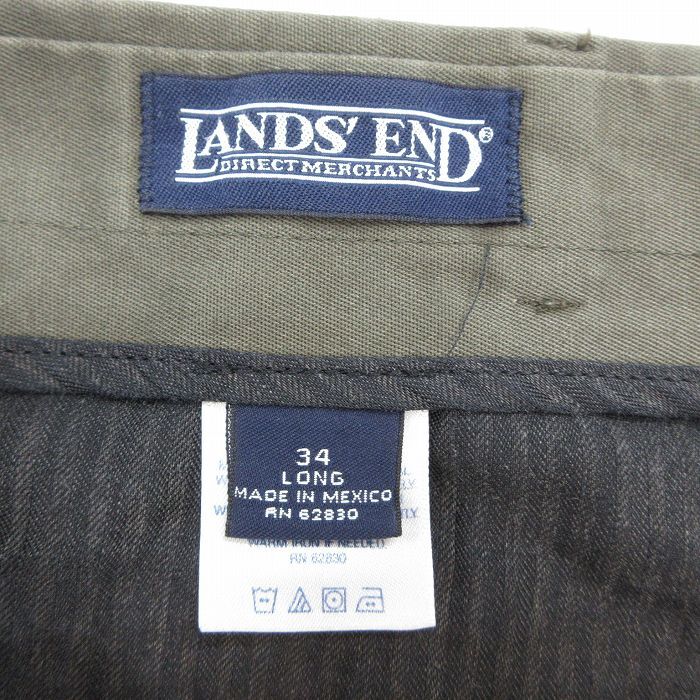 LANDS' END®
DIRECT MERCHANTS
34
LONG
MADE IN MEXICO
RN 62830
WARM IRON IF NEEDED.
RN 62830